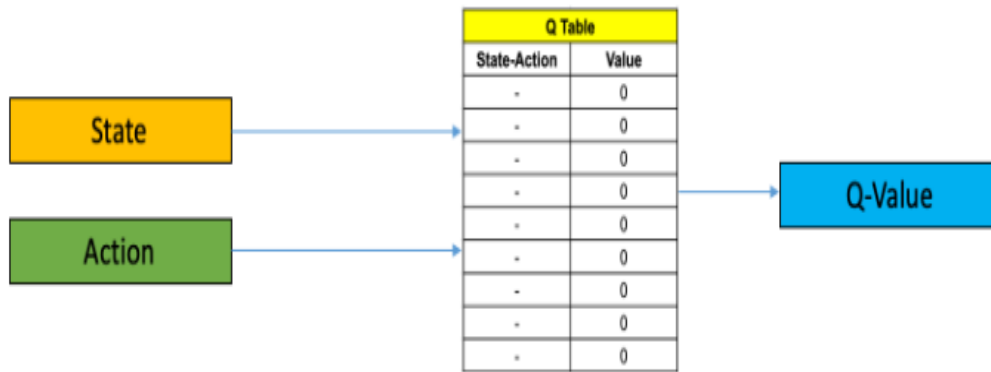 Q Table
State-Action Value
- 0
- 0
- 0
- 0
- 0
- 0
- 0
- 0
- 0
State
Action
Q-Value